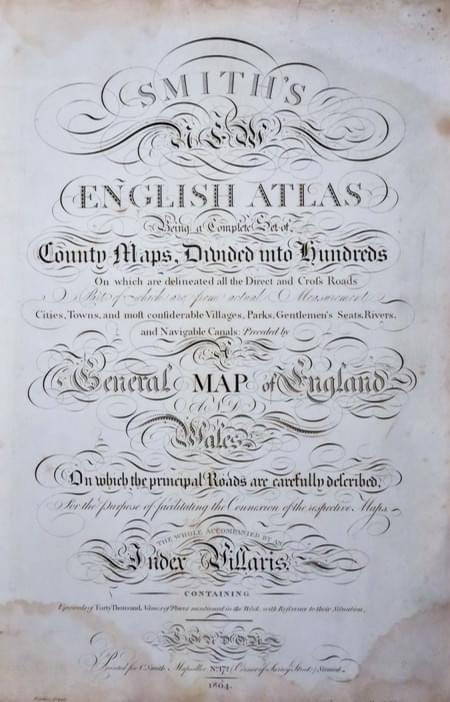 SMITH'S
NEW
ENGLISH ATLAS
Being a Complete Set of
County Maps, Divided into Hundreds
On which are delineated all the Direct and Croſs Roads
Part of which are from actual Measurement
Cities, Towns, and moſt conſiderable Villages, Parks, Gentlemen's Seats, Rivers,
and Navigable Canals: Preceded by
A
General MAP of England
AND
Wales
On which the principal Roads are carefully deſcribed,
For the Purpose of facilitating the Connexion of the respective Maps.
THE WHOLE ACCOMPANIED BY AN
Index Villaris,
CONTAINING
Upwards of Forty Thousand, Names of Places mentioned in the Work, with Reference to their Situation,
LONDON
Printed for C. Smith Mapseller No. 172 (Corner of Surrey Street) Strand.
1804.